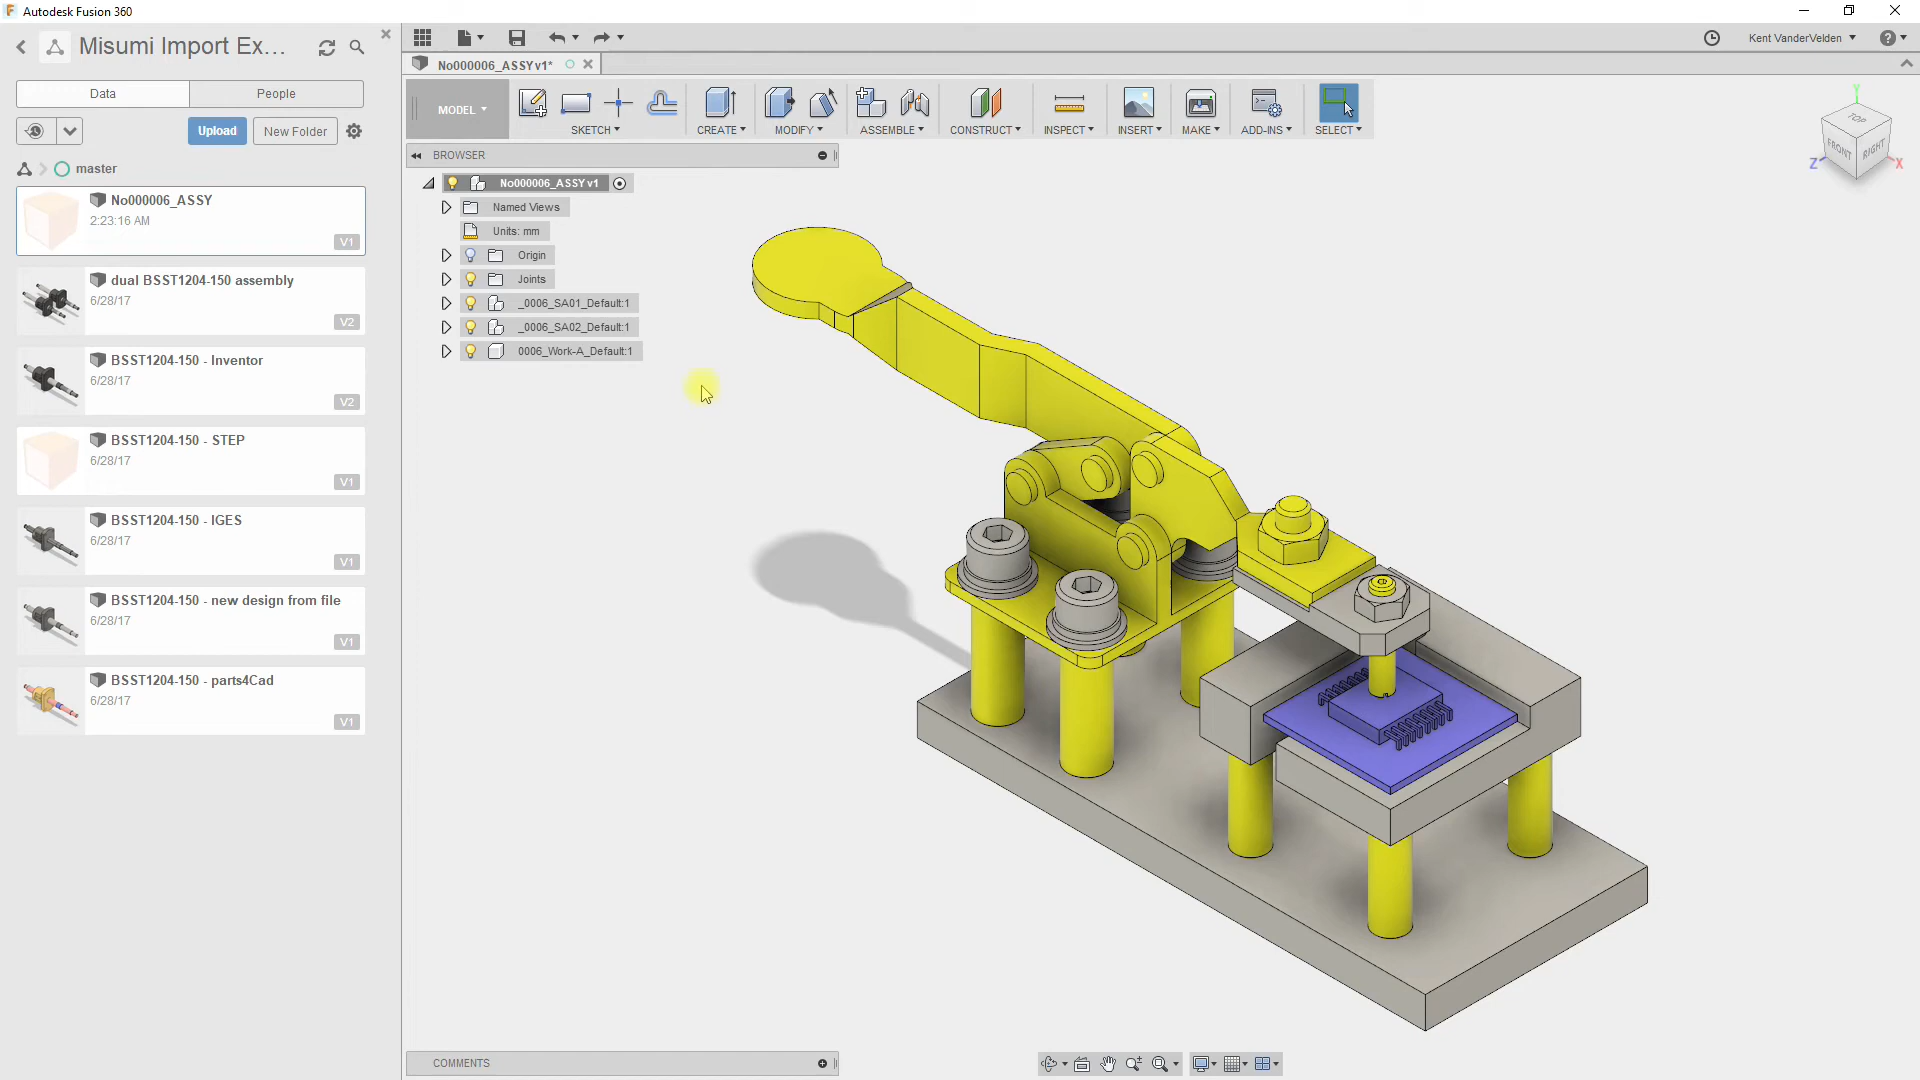 Autodesk Fusion 360
Misumi Import Ex...
Data
People
Upload
New Folder
master
No000006_ASSY
2:23:16 AM
V1
dual BSST1204-150 assembly
6/28/17
V2
BSST1204-150 - Inventor
6/28/17
V2
BSST1204-150 - STEP
6/28/17
V1
BSST1204-150 - IGES
6/28/17
V1
BSST1204-150 - new design from file
6/28/17
V1
BSST1204-150 - parts4Cad
6/28/17
V1
Kent VanderVelden
No000006_ASSY v1*
MODEL
SKETCH
CREATE
MODIFY
ASSEMBLE
CONSTRUCT
INSPECT
INSERT
MAKE
ADD-INS
SELECT
BROWSER
No000006_ASSY v1
Named Views
Units: mm
Origin
Joints
_0006_SA01_Default:1
_0006_SA02_Default:1
0006_Work-A_Default:1
Y
TOP
FRONT
RIGHT
Z
X
COMMENTS